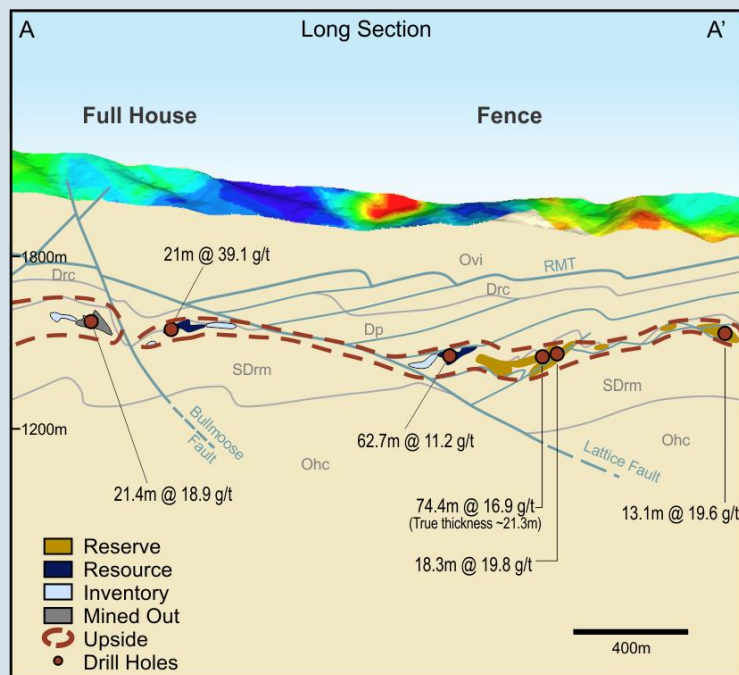 A
Long Section
A'
Full House
Fence
1800m
21m @ 39.1 g/t
Ovi
RMT
Drc
Drc
Dp
SDrm
SDrm
1200m
Bullmoose
Fault
62.7m @ 11.2 g/t
Ohc
Ohc
Lattice Fault
21.4m @ 18.9 g/t
74.4m @ 16.9 g/t
(True thickness ~21.3m)
13.1m @ 19.6 g/t
18.3m @ 19.8 g/t
Reserve
Resource
Inventory
Mined Out
Upside
Drill Holes
400m